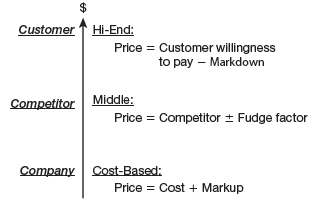 $
Customer Hi-End:
Price = Customer willingness
to pay – Markdown
Competitor Middle:
Price = Competitor ± Fudge factor
Company Cost-Based:
Price = Cost + Markup